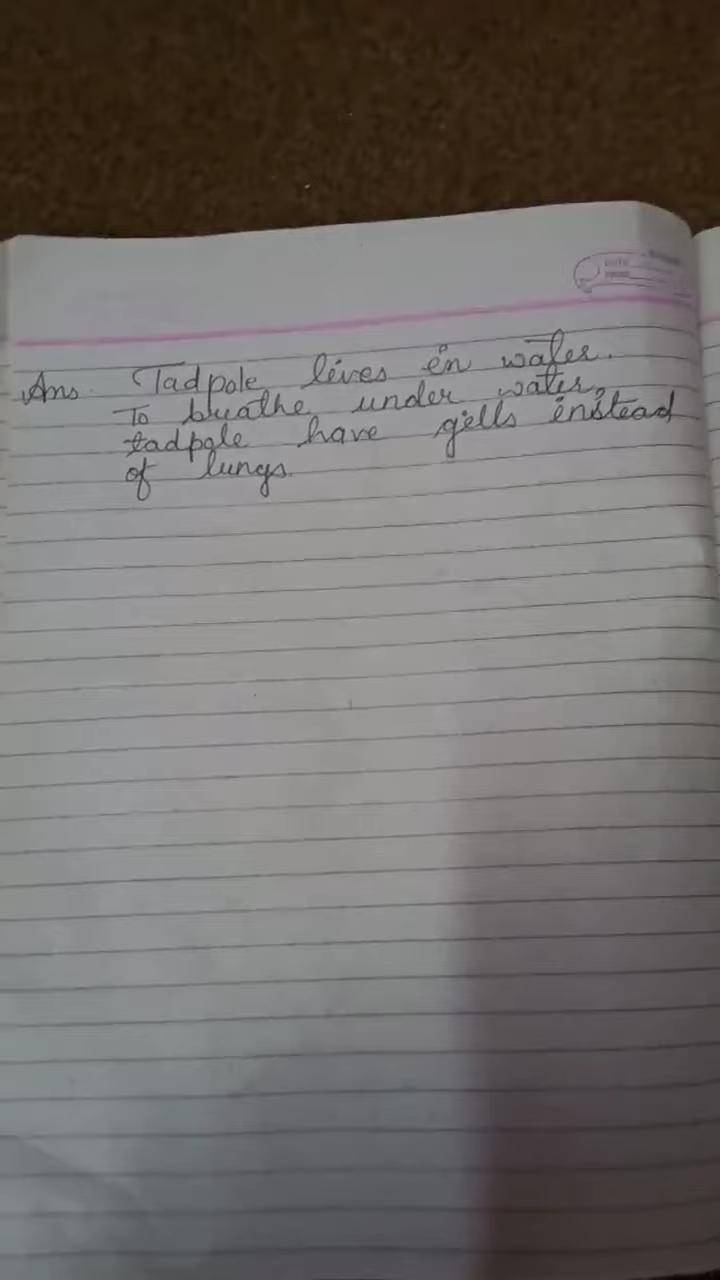 Ans. Tadpole lives in water.
To breathe under water,
tadpole have gills instead
of lungs.